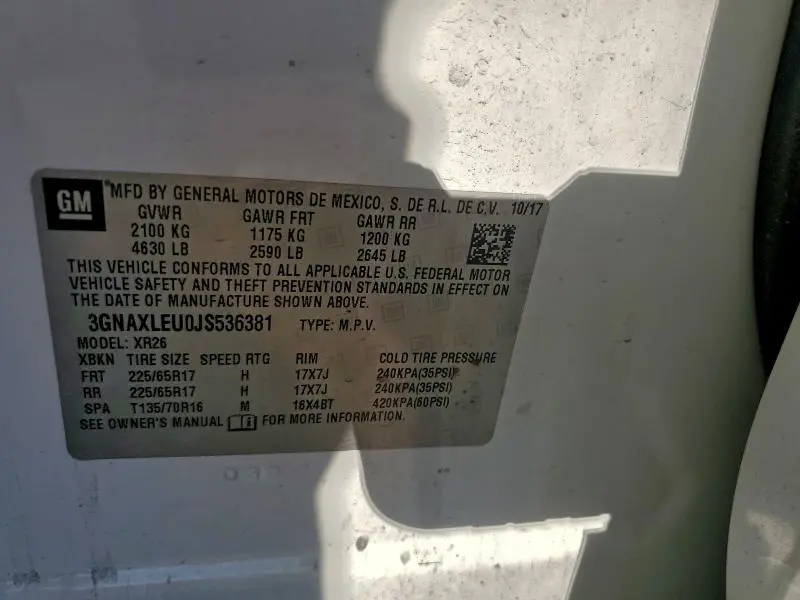 GM MFD BY GENERAL MOTORS DE MEXICO, S. DE R.L. DE C.V. 10/17
GVWR GAWR FRT GAWR RR
2100 KG 1175 KG 1200 KG
4630 LB 2590 LB 2645 LB
THIS VEHICLE CONFORMS TO ALL APPLICABLE U.S. FEDERAL MOTOR
VEHICLE SAFETY AND THEFT PREVENTION STANDARDS IN EFFECT ON
THE DATE OF MANUFACTURE SHOWN ABOVE.
3GNAXLEU0JS536381 TYPE: M.P.V.
MODEL: XR26
XBKN TIRE SIZE SPEED RTG RIM COLD TIRE PRESSURE
FRT 225/65R17 H 17X7J 240KPA(35PSI)
RR 225/65R17 H 17X7J 240KPA(35PSI)
SPA T135/70R16 M 16X4BT 420KPA(60PSI)
SEE OWNER'S MANUAL FOR MORE INFORMATION.